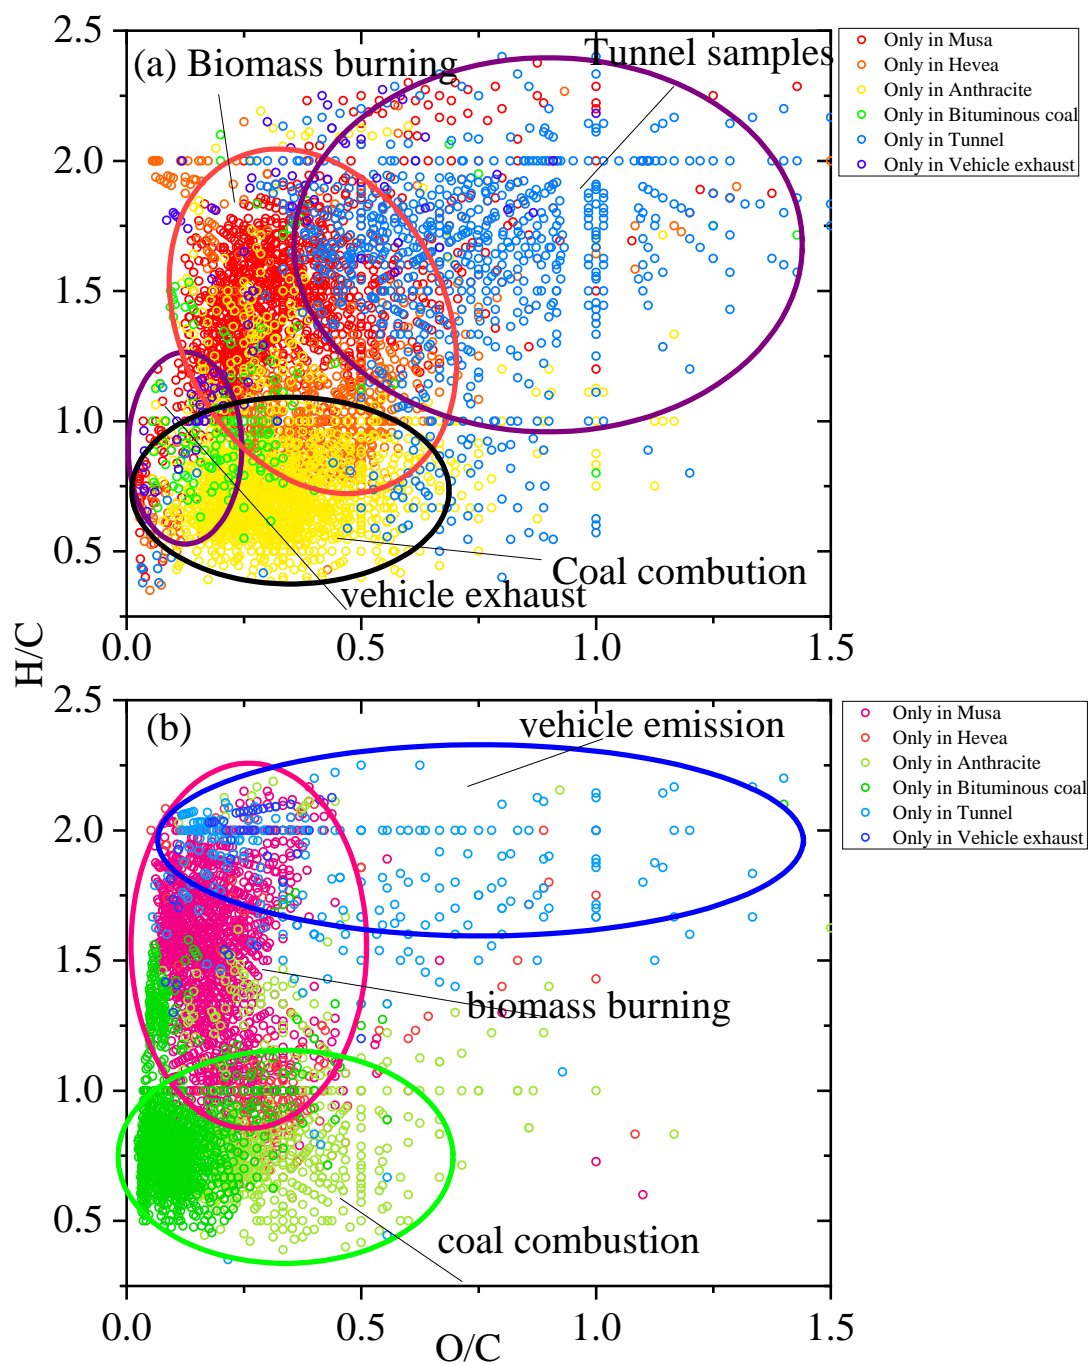 2.5
(a) Biomass burning
Tunnel samples
2.0
1.5
1.0
0.5
Coal combution
vehicle exhaust
0.0 0.5 1.0 1.5
Only in Musa
Only in Hevea
Only in Anthracite
Only in Bituminous coal
Only in Tunnel
Only in Vehicle exhaust
H/C
2.5
(b)
vehicle emission
2.0
1.5
biomass burning
1.0
0.5
coal combustion
0.0 0.5 1.0 1.5
O/C
Only in Musa
Only in Hevea
Only in Anthracite
Only in Bituminous coal
Only in Tunnel
Only in Vehicle exhaust